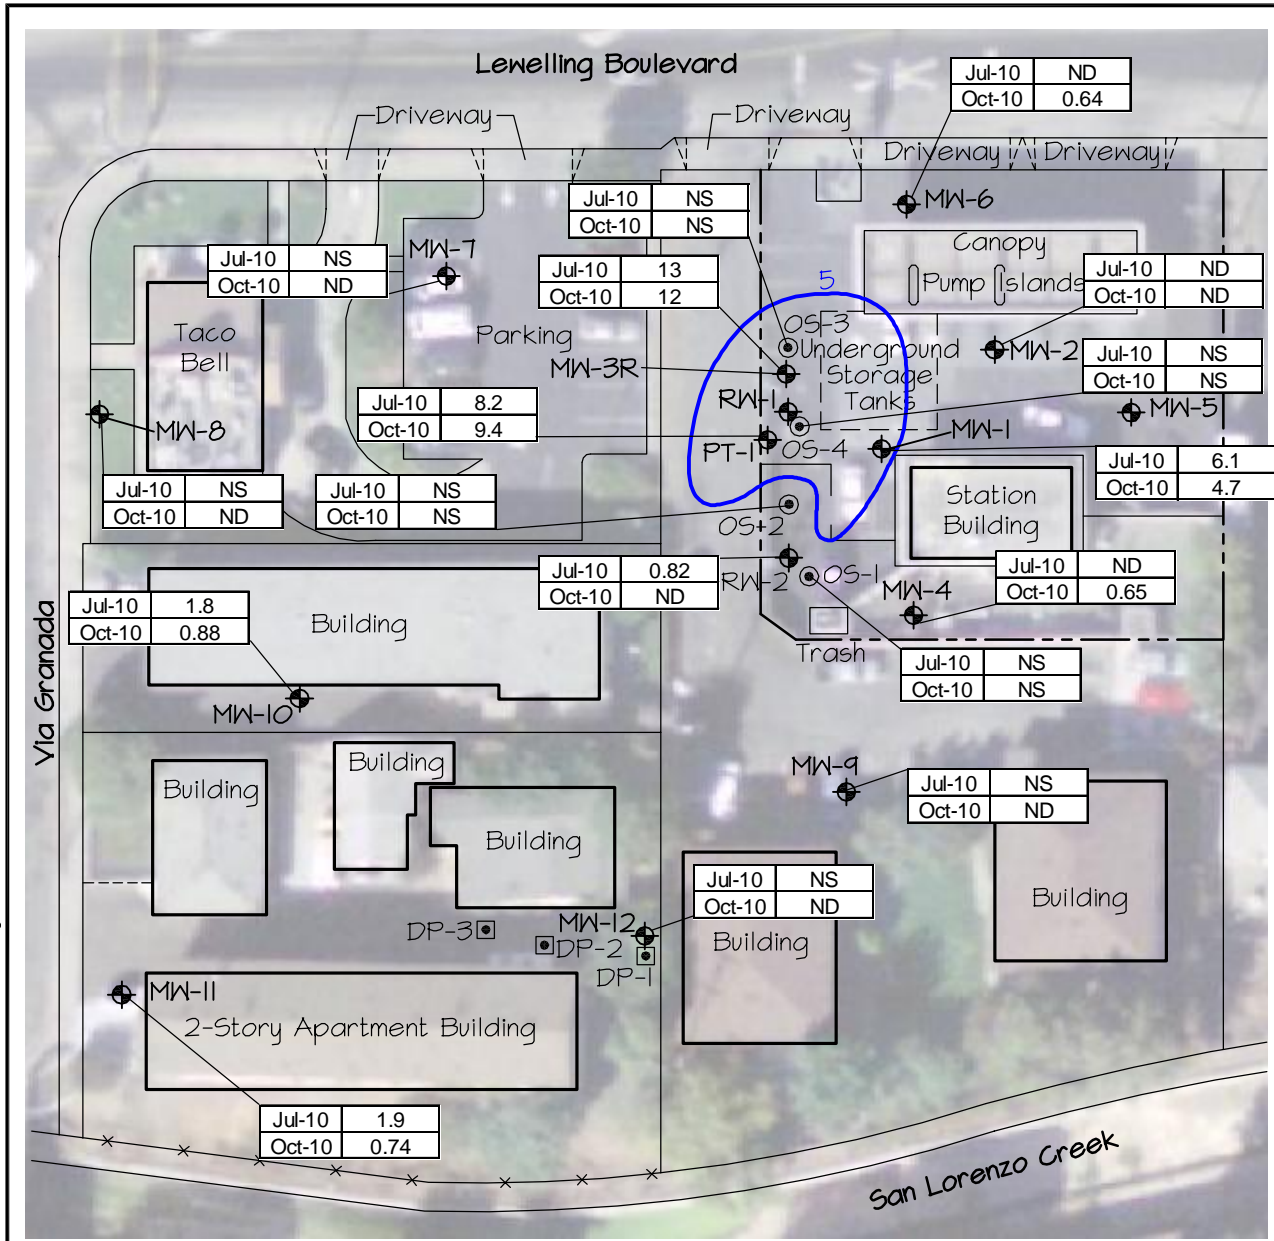 Lewelling Boulevard
Jul-10 ND
Oct-10 0.64
Driveway
Driveway
Driveway
Driveway
Jul-10 NS
Oct-10 NS
MW-6
Canopy
Pump Islands
MW-7
Jul-10 NS
Oct-10 ND
Jul-10 13
Oct-10 12
5
Jul-10 ND
Oct-10 ND
Taco
Bell
Parking
OS-3
Underground
Storage
Tanks
MW-2
MW-3R
Jul-10 NS
Oct-10 NS
RW-1
MW-5
Jul-10 8.2
Oct-10 9.4
MW-8
PT-1
OS-4
MW-1
Jul-10 6.1
Oct-10 4.7
Jul-10 NS
Oct-10 ND
Jul-10 NS
Oct-10 NS
Station
Building
OS-2
Jul-10 0.82
Oct-10 ND
RW-2
OS-1
Jul-10 ND
Oct-10 0.65
MW-4
Jul-10 1.8
Oct-10 0.88
Building
Trash
Jul-10 NS
Oct-10 NS
MW-10
Via Granada
Building
Building
MW-9
Jul-10 NS
Oct-10 ND
Building
Jul-10 NS
Oct-10 ND
Building
DP-3
MW-12
DP-2
DP-1
Building
MW-11
2-Story Apartment Building
Jul-10 1.9
Oct-10 0.74
San Lorenzo Creek